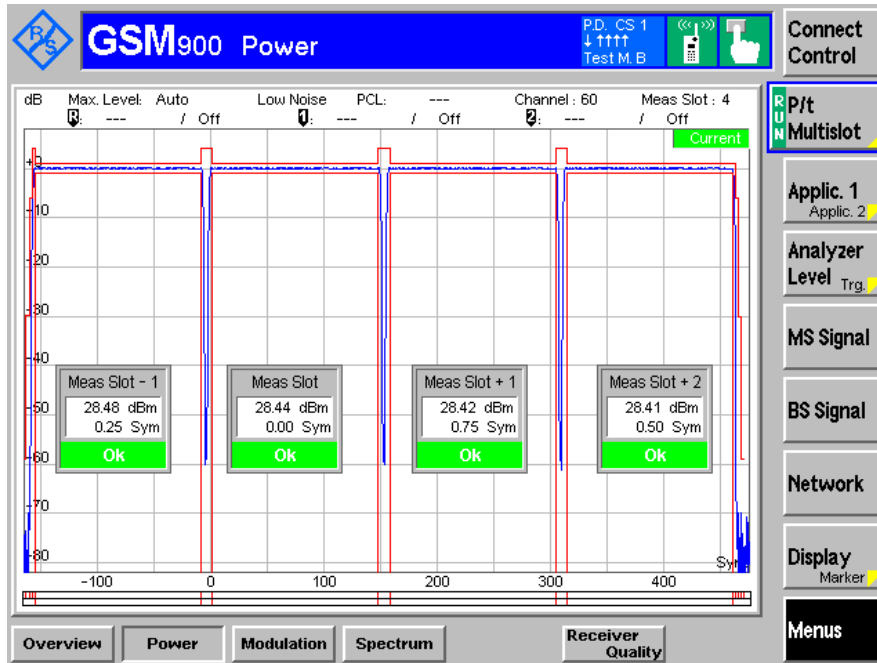 R/S
GSM900 Power
P.D. CS 1
↓ ↑↑↑↑
Test M. B
Connect
Control
dB Max. Level: Auto Low Noise PCL: --- Channel : 60 Meas Slot : 4
R: --- / Off 1: --- / Off 2: --- / Off
Current
RUN
P/t
Multislot
Applic. 1
Applic. 2
Analyzer
Level Trg.
MS Signal
BS Signal
Network
Display
Marker
Menus
+0
-10
-20
-30
-40
-50
-60
-70
-80
Meas Slot - 1
28.48 dBm
0.25 Sym
Ok
Meas Slot
28.44 dBm
0.00 Sym
Ok
Meas Slot + 1
28.42 dBm
0.75 Sym
Ok
Meas Slot + 2
28.41 dBm
0.50 Sym
Ok
-100 0 100 200 300 400
Overview Power Modulation Spectrum Receiver
Quality